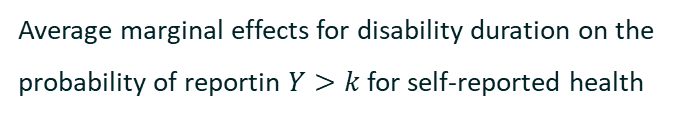 Average marginal effects for disability duration on the
probability of reportin Y > k for self-reported health